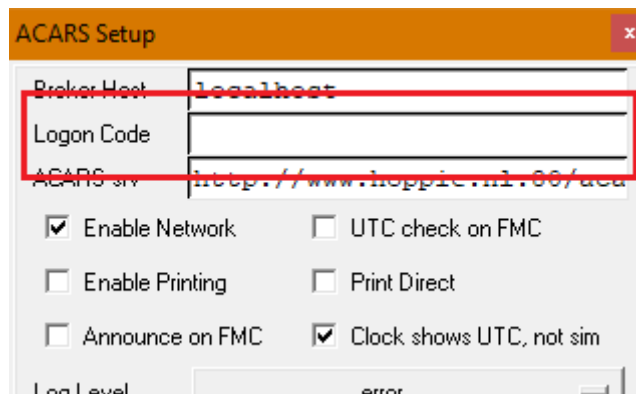 ACARS Setup x
Broker Host localhost
Logon Code
ACARS srv http://www.hoppie.nl:80/aca
Enable Network UTC check on FMC
Enable Printing Print Direct
Announce on FMC Clock shows UTC, not sim
Log Level error